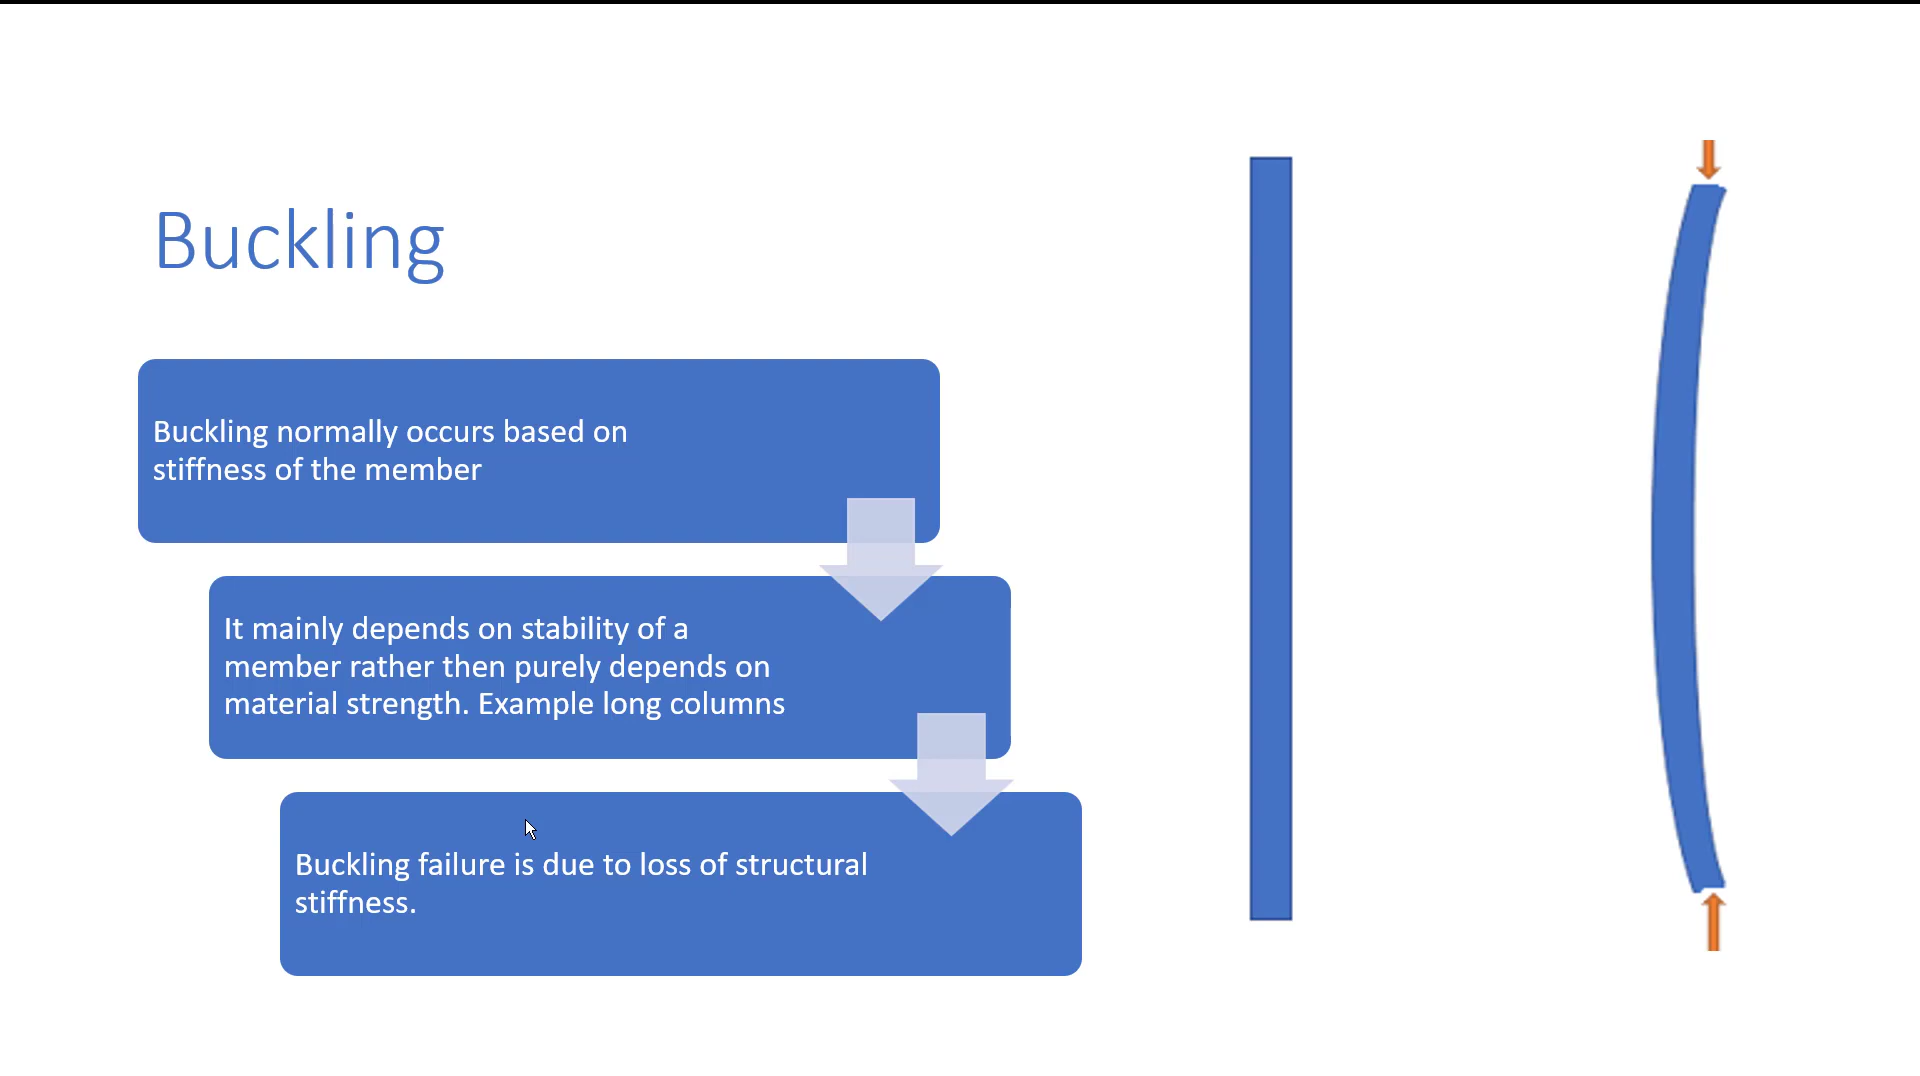 Buckling
Buckling normally occurs based on
stiffness of the member
It mainly depends on stability of a
member rather then purely depends on
material strength. Example long columns
Buckling failure is due to loss of structural
stiffness.